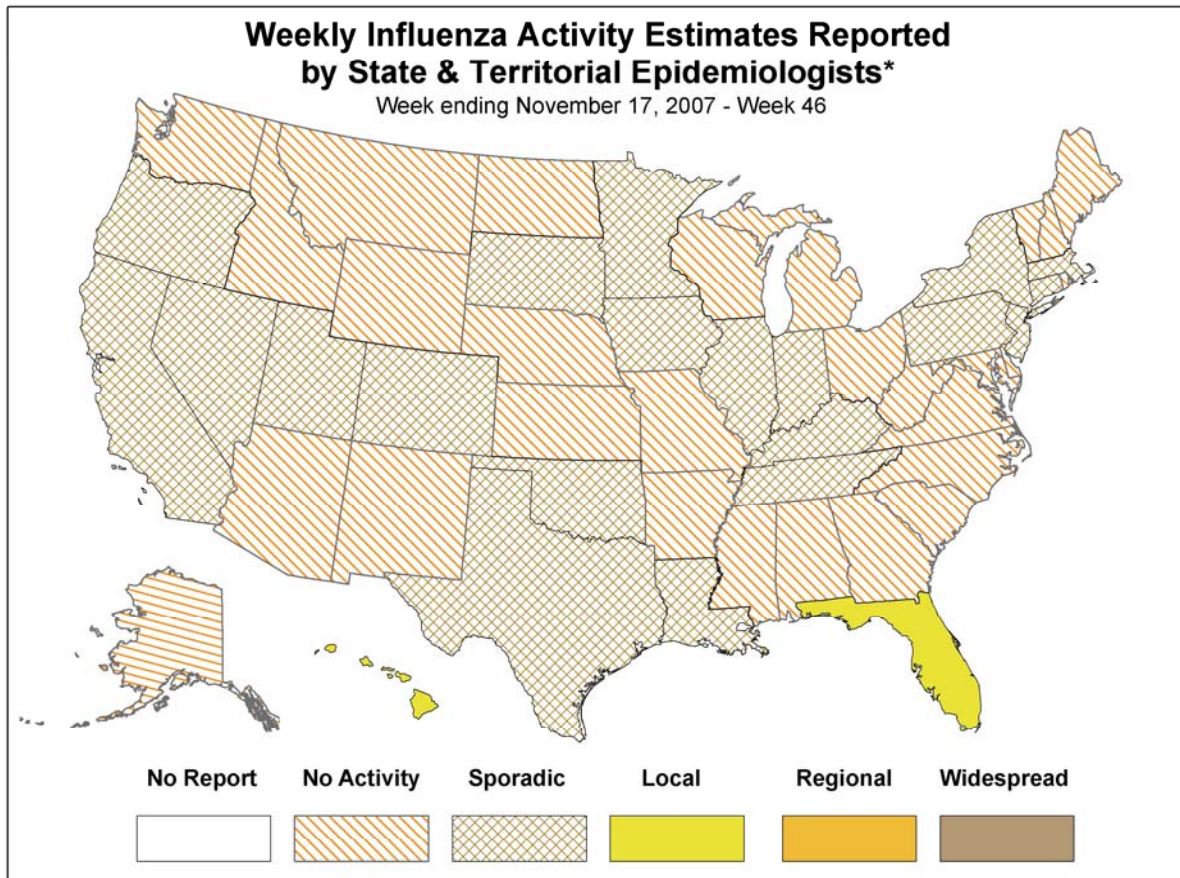 Weekly Influenza Activity Estimates Reported
by State & Territorial Epidemiologists*
Week ending November 17, 2007 - Week 46
No Report No Activity Sporadic Local Regional Widespread